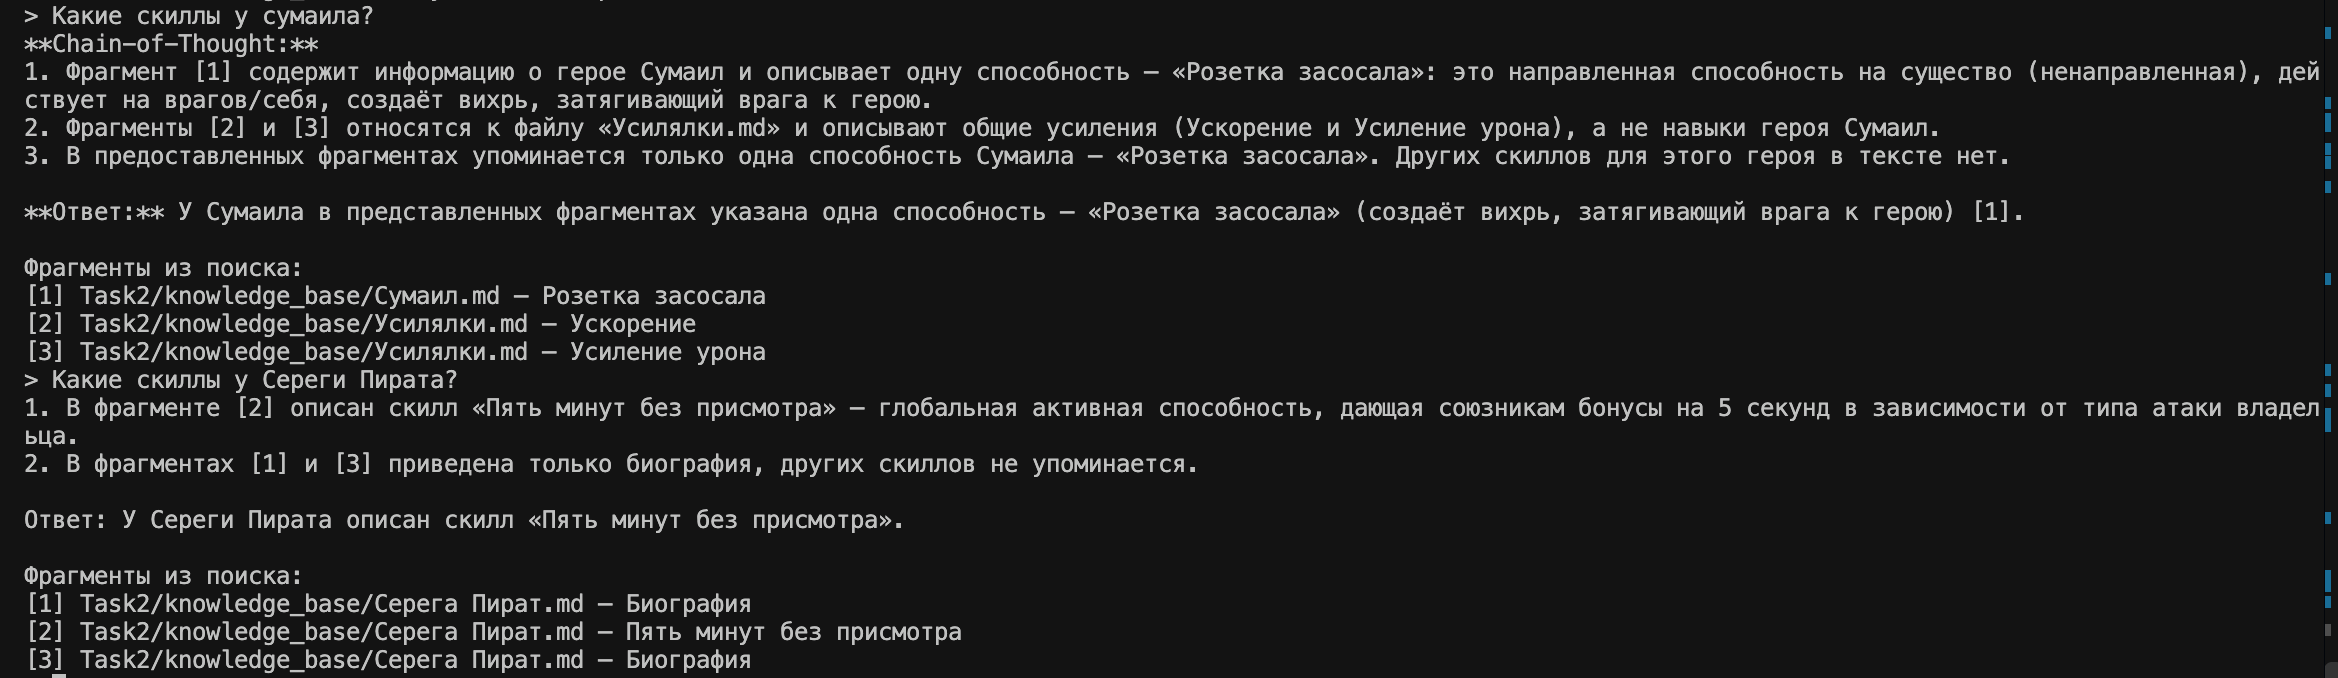 > Какие скиллы у сумаила?
**Chain-of-Thought:**
1. Фрагмент [1] содержит информацию о герое Сумаил и описывает одну способность — «Розетка засосала»: это направленная способность на существо (ненаправленная), дей
ствует на врагов/себя, создаёт вихрь, затягивающий врага к герою.
2. Фрагменты [2] и [3] относятся к файлу «Усилялки.md» и описывают общие усиления (Ускорение и Усиление урона), а не навыки героя Сумаил.
3. В предоставленных фрагментах упоминается только одна способность Сумаила — «Розетка засосала». Других скиллов для этого героя в тексте нет.
**Ответ:** У Сумаила в представленных фрагментах указана одна способность — «Розетка засосала» (создаёт вихрь, затягивающий врага к герою) [1].
Фрагменты из поиска:
[1] Task2/knowledge_base/Сумаил.md — Розетка засосала
[2] Task2/knowledge_base/Усилялки.md — Ускорение
[3] Task2/knowledge_base/Усилялки.md — Усиление урона
> Какие скиллы у Сереги Пирата?
1. В фрагменте [2] описан скилл «Пять минут без присмотра» — глобальная активная способность, дающая союзникам бонусы на 5 секунд в зависимости от типа атаки владел
ьца.
2. В фрагментах [1] и [3] приведена только биография, других скиллов не упоминается.
Ответ: У Сереги Пирата описан скилл «Пять минут без присмотра».
Фрагменты из поиска:
[1] Task2/knowledge_base/Серега Пират.md — Биография
[2] Task2/knowledge_base/Серега Пират.md — Пять минут без присмотра
[3] Task2/knowledge_base/Серега Пират.md — Биография